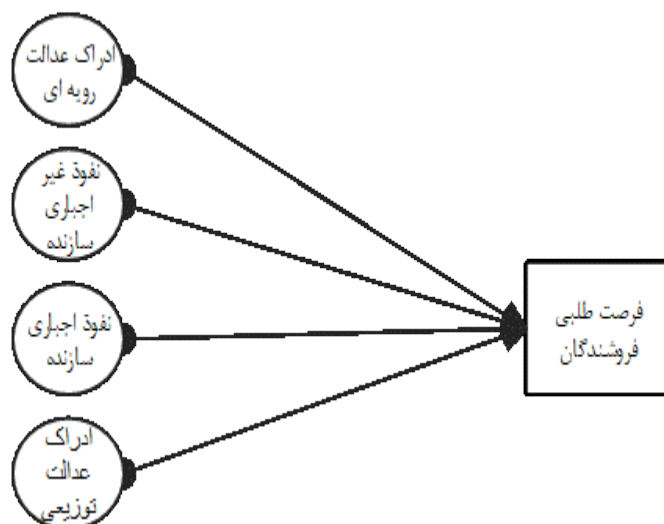 ادراک عدالت
رویه ای
نفوذ غیر
اجباری
سازنده
نفوذ اجباری
سازنده
ادراک
عدالت
توزیعی
فرصت طلبی
فروشندگان